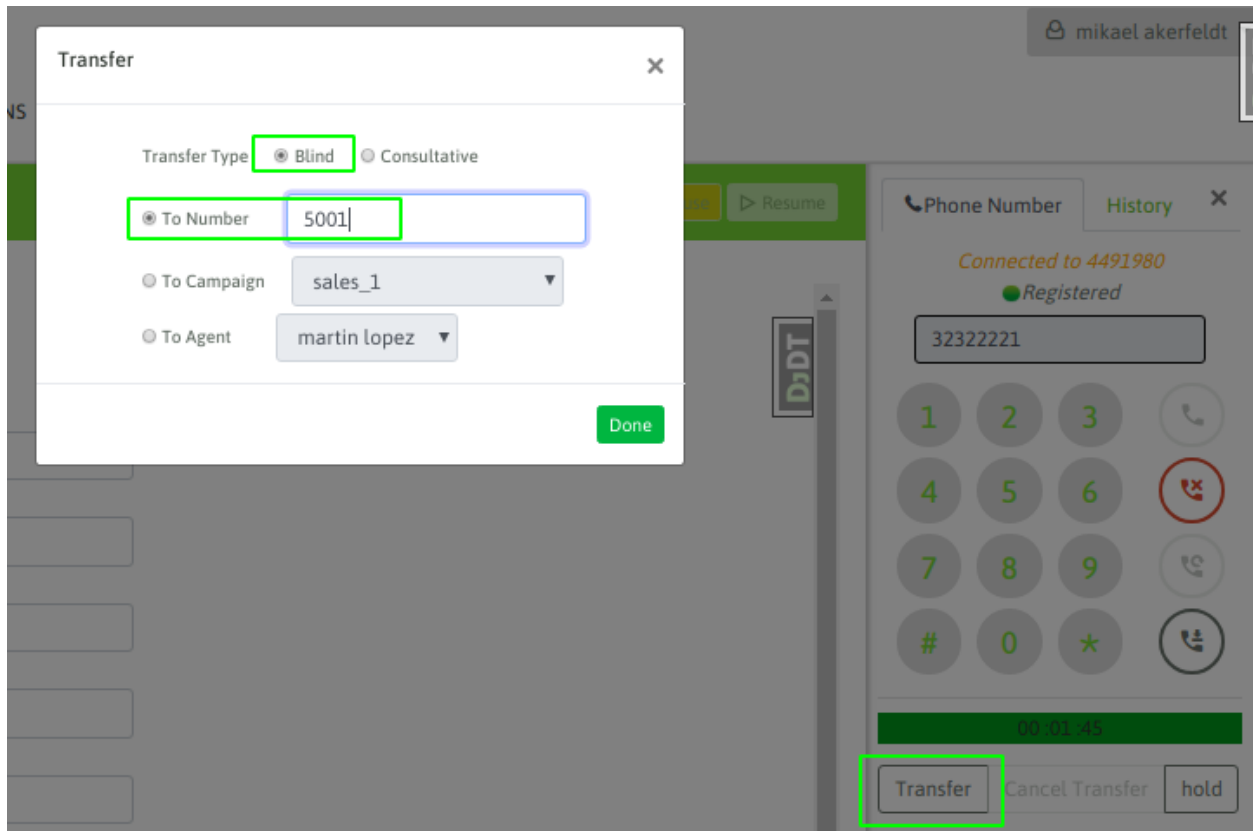 mikael akerfeldt
Transfer ×
NS
Transfer Type Blind Consultative
To Number 5001
To Campaign sales_1
To Agent martin lopez
Done
Resume
Phone Number History ×
Connected to 4491980
Registered
32322221
1 2 3
4 5 6
7 8 9
# 0 *
DjDT
00:01:45
Transfer Cancel Transfer hold